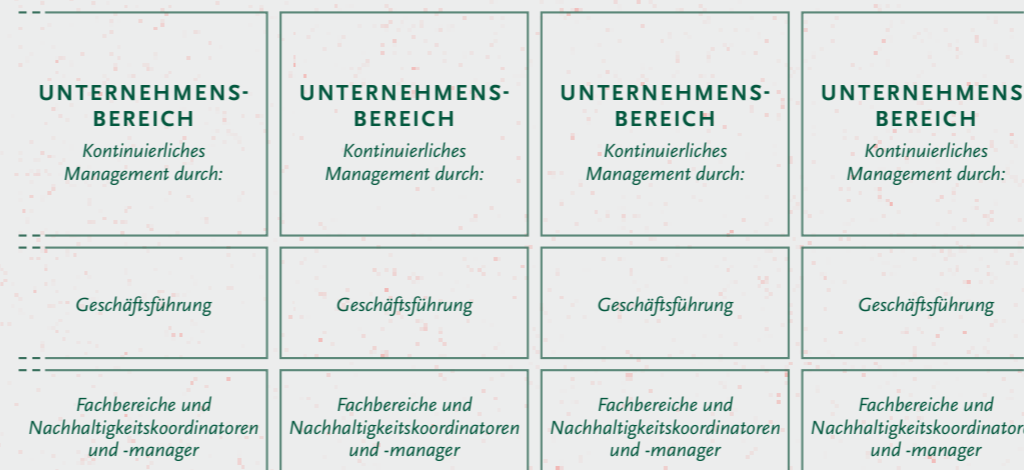 UNTERNEHMENS-
BEREICH
Kontinuierliches
Management durch:
UNTERNEHMENS-
BEREICH
Kontinuierliches
Management durch:
UNTERNEHMENS-
BEREICH
Kontinuierliches
Management durch:
UNTERNEHMENS
BEREICH
Kontinuierliches
Management durch:
Geschäftsführung
Geschäftsführung
Geschäftsführung
Geschäftsführung
Fachbereiche und
Nachhaltigkeitskoordinatoren
und -manager
Fachbereiche und
Nachhaltigkeitskoordinatoren
und -manager
Fachbereiche und
Nachhaltigkeitskoordinatoren
und -manager
Fachbereiche und
und -manager